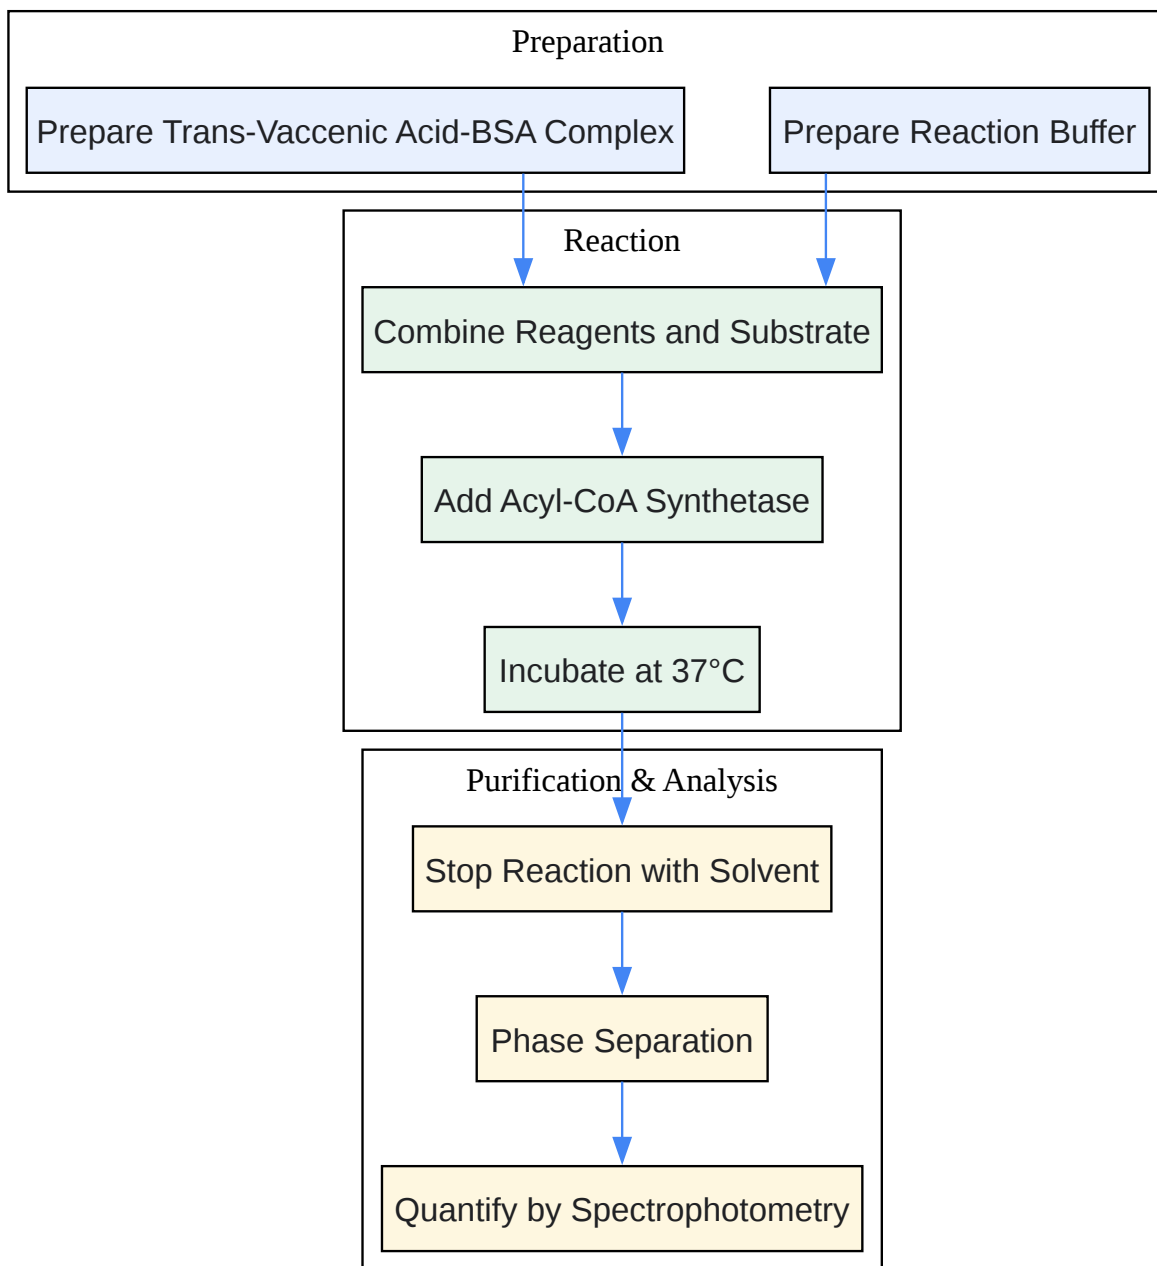 Preparation
Prepare Trans-Vaccenic Acid-BSA Complex
Prepare Reaction Buffer
Reaction
Combine Reagents and Substrate
Add Acyl-CoA Synthetase
Incubate at 37°C
Purification & Analysis
Stop Reaction with Solvent
Phase Separation
Quantify by Spectrophotometry